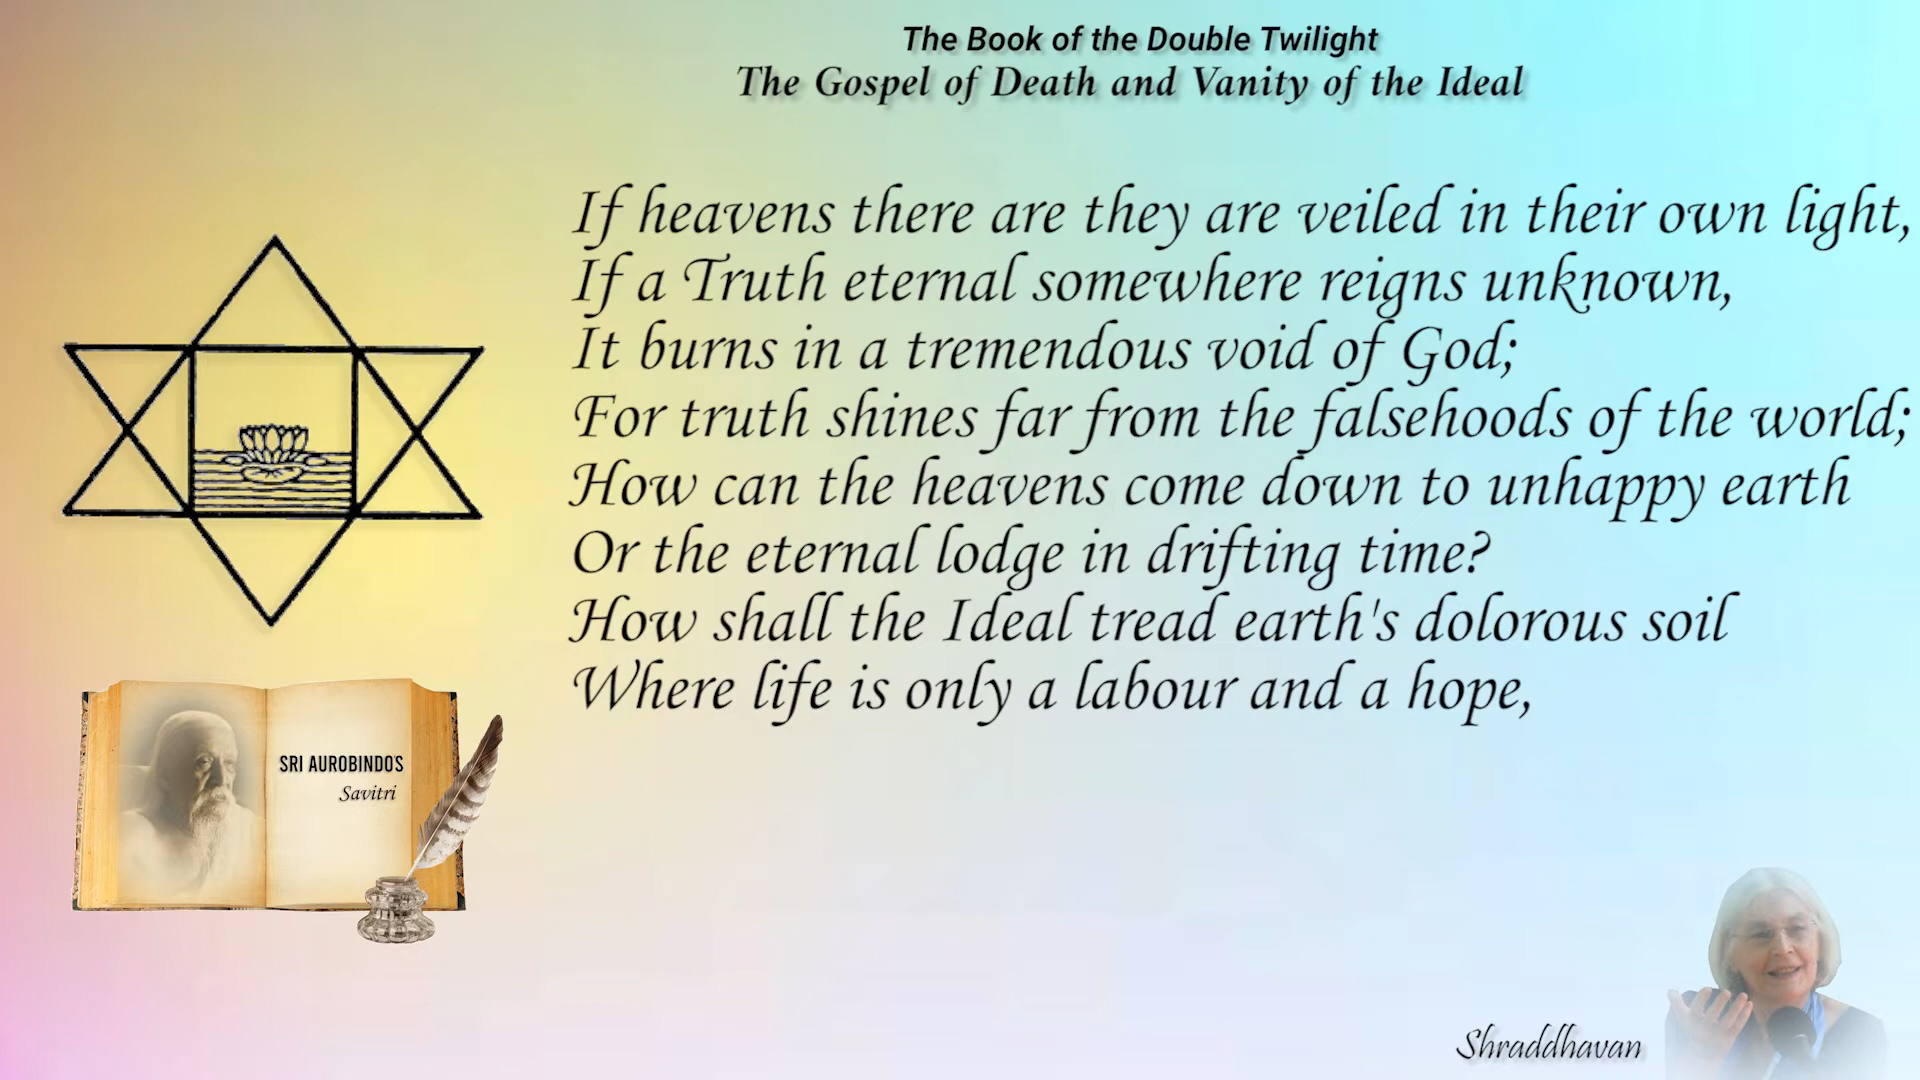 The Book of the Double Twilight
The Gospel of Death and Vanity of the Ideal
If heavens there are they are veiled in their own light,
If a Truth eternal somewhere reigns unknown,
It burns in a tremendous void of God;
For truth shines far from the falsehoods of the world;
How can the heavens come down to unhappy earth
Or the eternal lodge in drifting time?
How shall the Ideal tread earth's dolorous soil
Where life is only a labour and a hope,
SRI AUROBINDO'S
Savitri
Shraddhavan